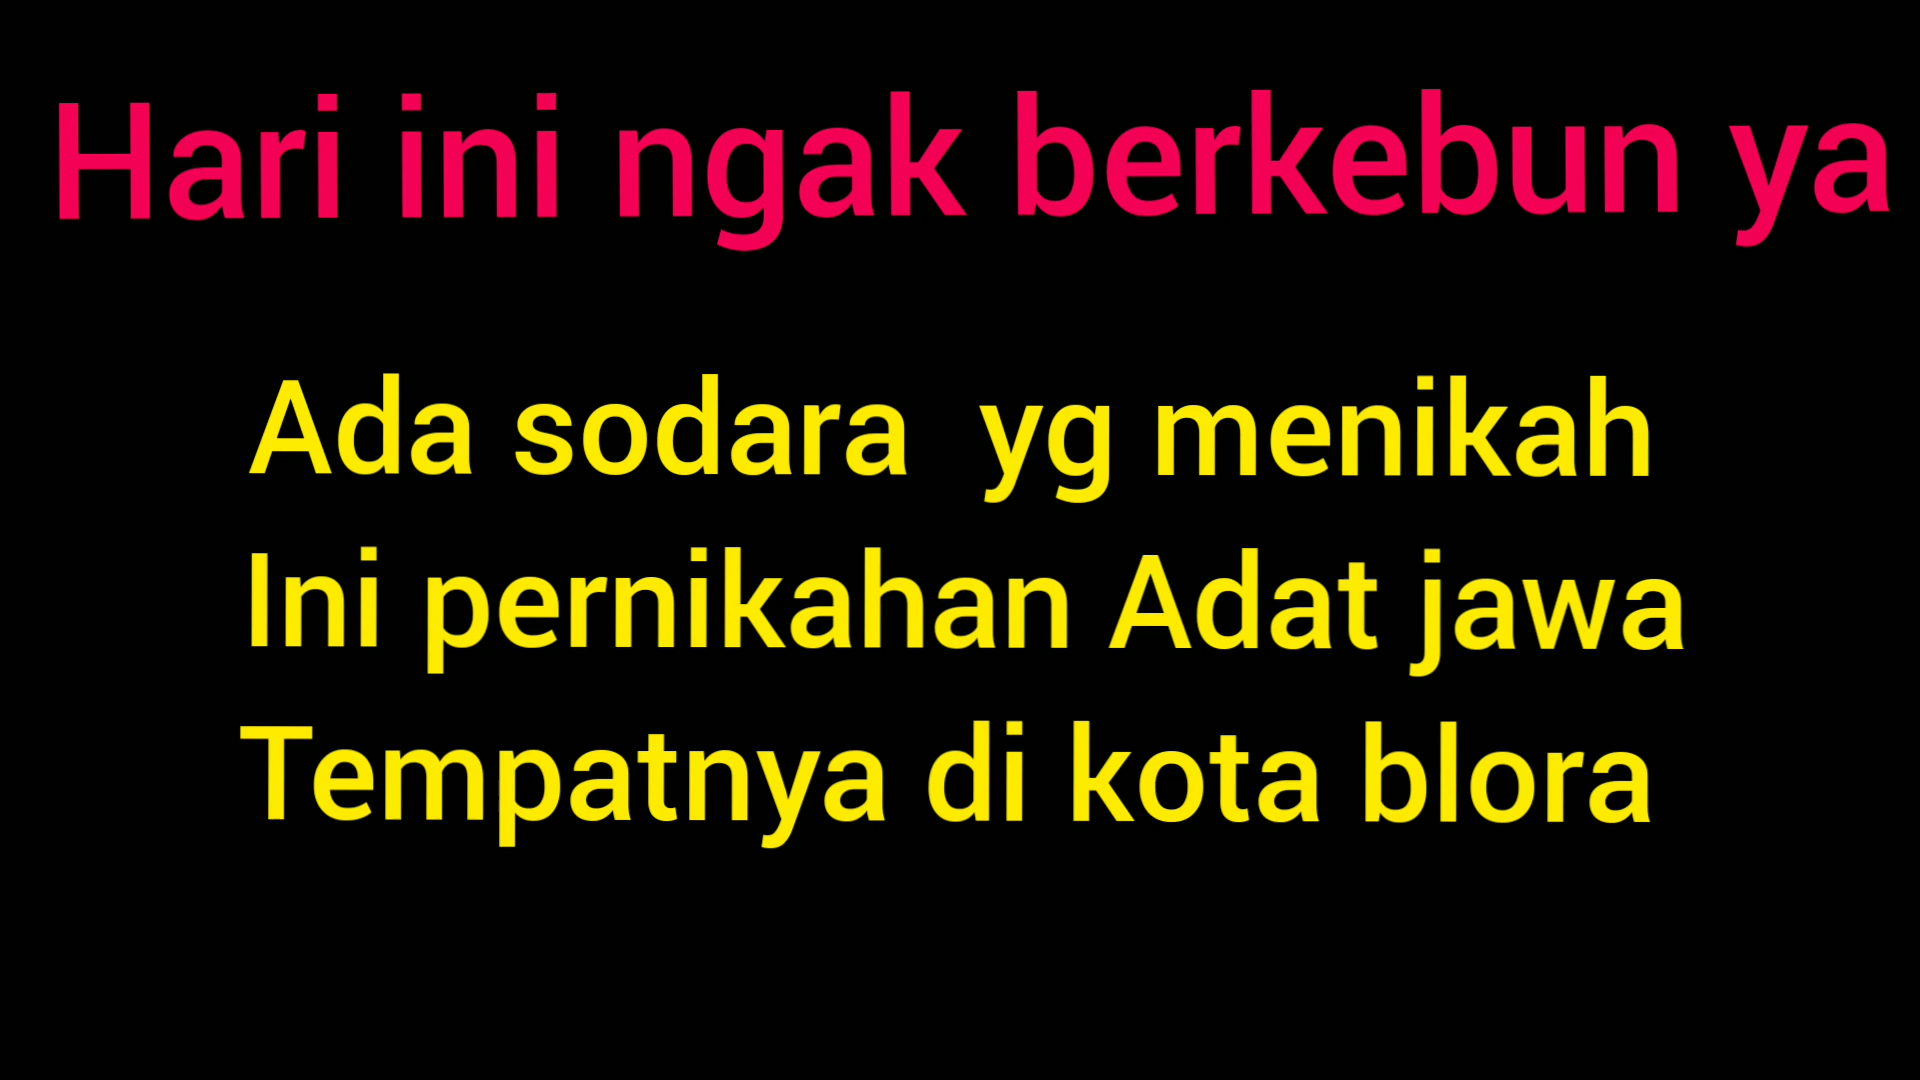 Hari ini ngak berkebun ya
Ada sodara yg menikah
Ini pernikahan Adat jawa
Tempatnya di kota blora